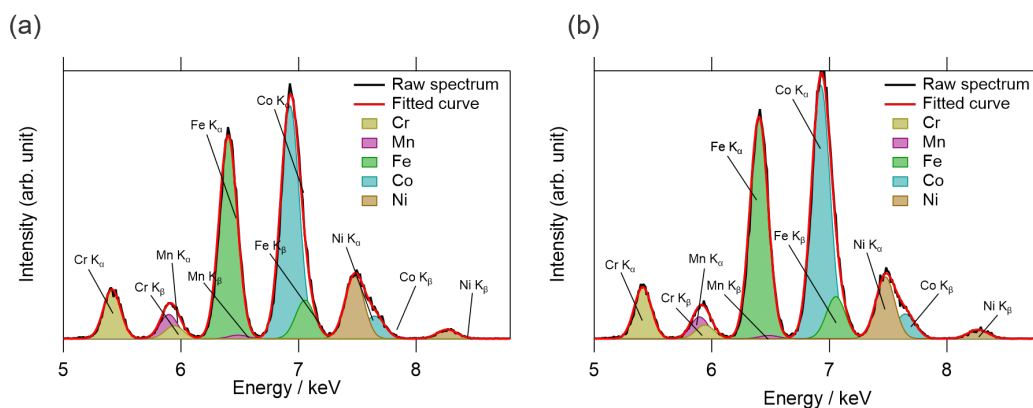 (a)
Raw spectrum
Fitted curve
Cr
Mn
Fe
Co
Ni
Co Kα
Fe Kα
Fe Kβ
Ni Kα
Mn Kα
Cr Kα
Cr Kβ
Mn Kβ
Co Kβ
Ni Kβ
Intensity (arb. unit)
5 6 7 8
Energy / keV
(b)
Raw spectrum
Fitted curve
Cr
Mn
Fe
Co
Ni
Co Kα
Fe Kα
Fe Kβ
Ni Kα
Mn Kα
Cr Kα
Cr Kβ
Mn Kβ
Co Kβ
Ni Kβ
Intensity (arb. unit)
5 6 7 8
Energy / keV